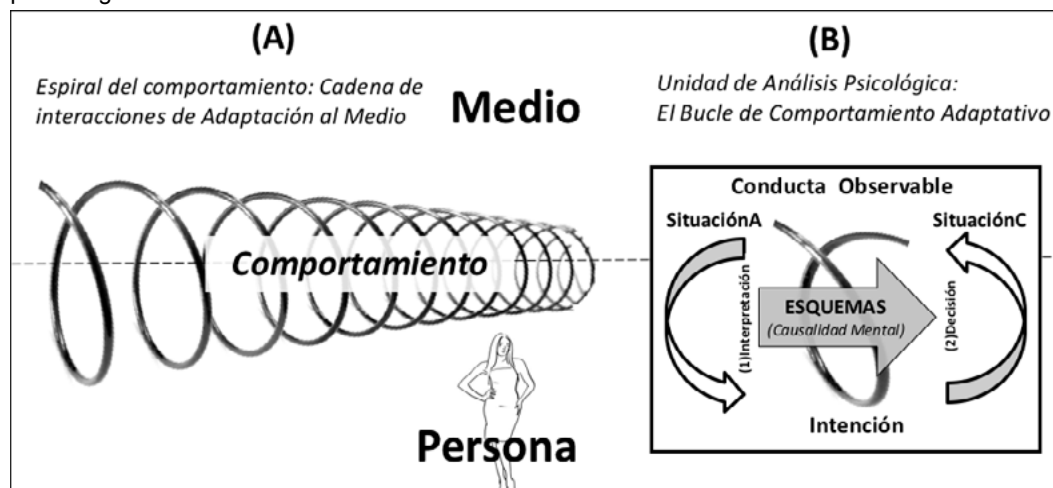 (A)
Espiral del comportamiento: Cadena de
interacciones de Adaptación al Medio
Medio
Comportamiento
Persona
(B)
Unidad de Análisis Psicológica:
El Bucle de Comportamiento Adaptativo
Conducta Observable
SituaciónA
SituaciónC
(1)Interpretación
ESQUEMAS
(Causalidad Mental)
(2)Decisión
Intención